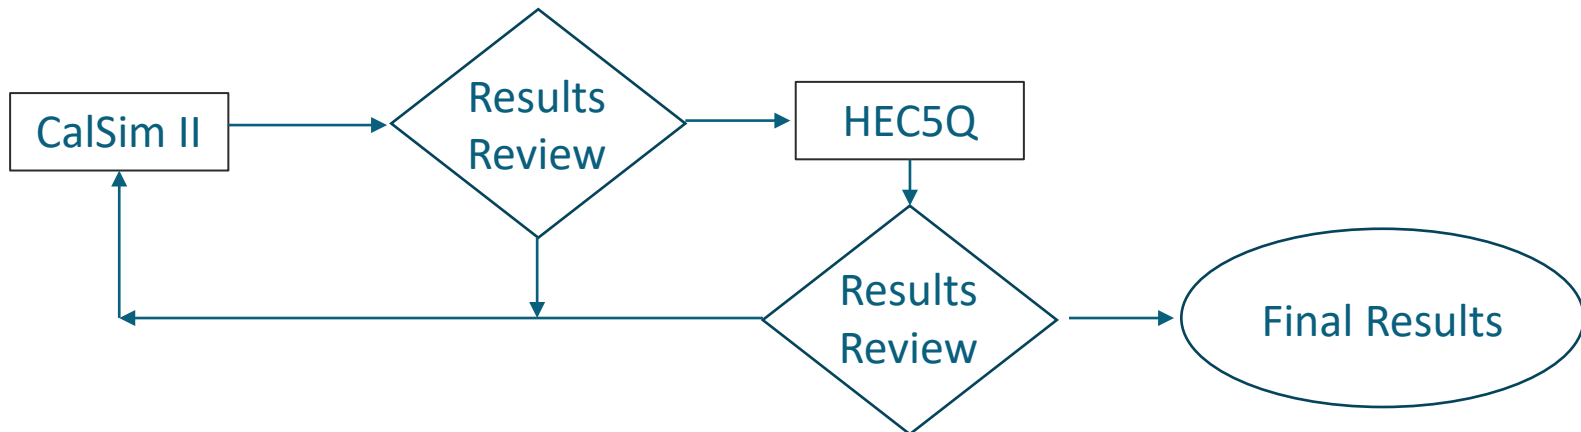 CalSim II
Results
Review
HEC5Q
Results
Review
Final Results